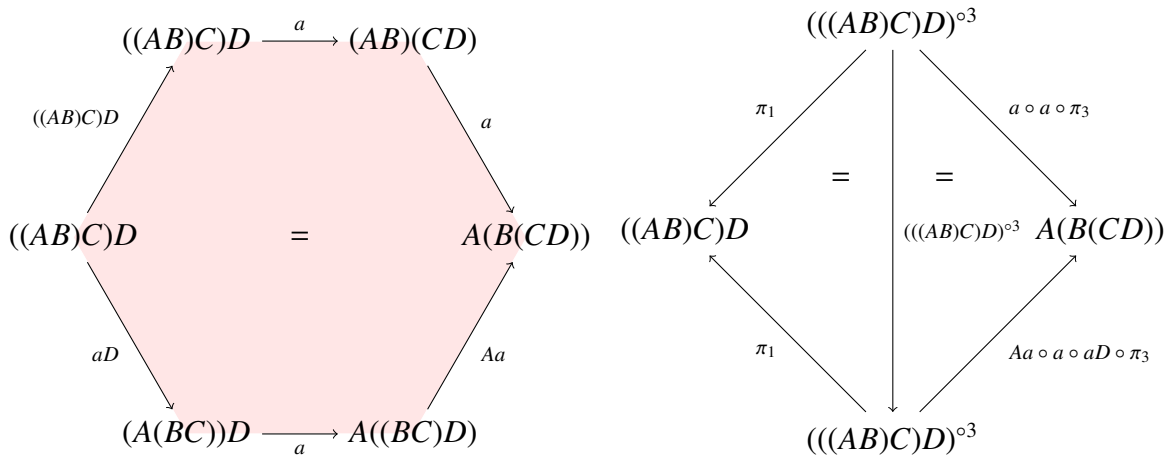 ((AB)C)D a (AB)(CD)
((AB)C)D a
((AB)C)D = A(B(CD))
aD Aa
(A(BC))D a A((BC)D)
(((AB)C)D)^{∘3}
π₁ a ∘ a ∘ π₃
= =
((AB)C)D (((AB)C)D)^{∘3} A(B(CD))
π₁ Aa ∘ a ∘ aD ∘ π₃
(((AB)C)D)^{∘3}